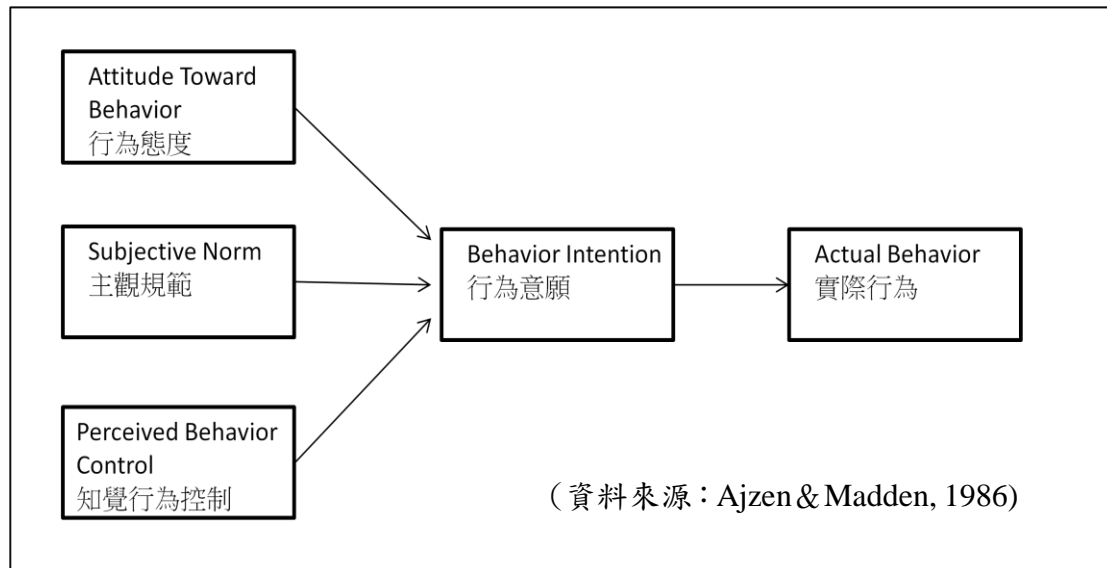 Attitude Toward
Behavior
行為態度
Subjective Norm
主觀規範
Perceived Behavior
Control
知覺行為控制
Behavior Intention
行為意願
Actual Behavior
實際行為
（資料來源：Ajzen＆Madden, 1986)